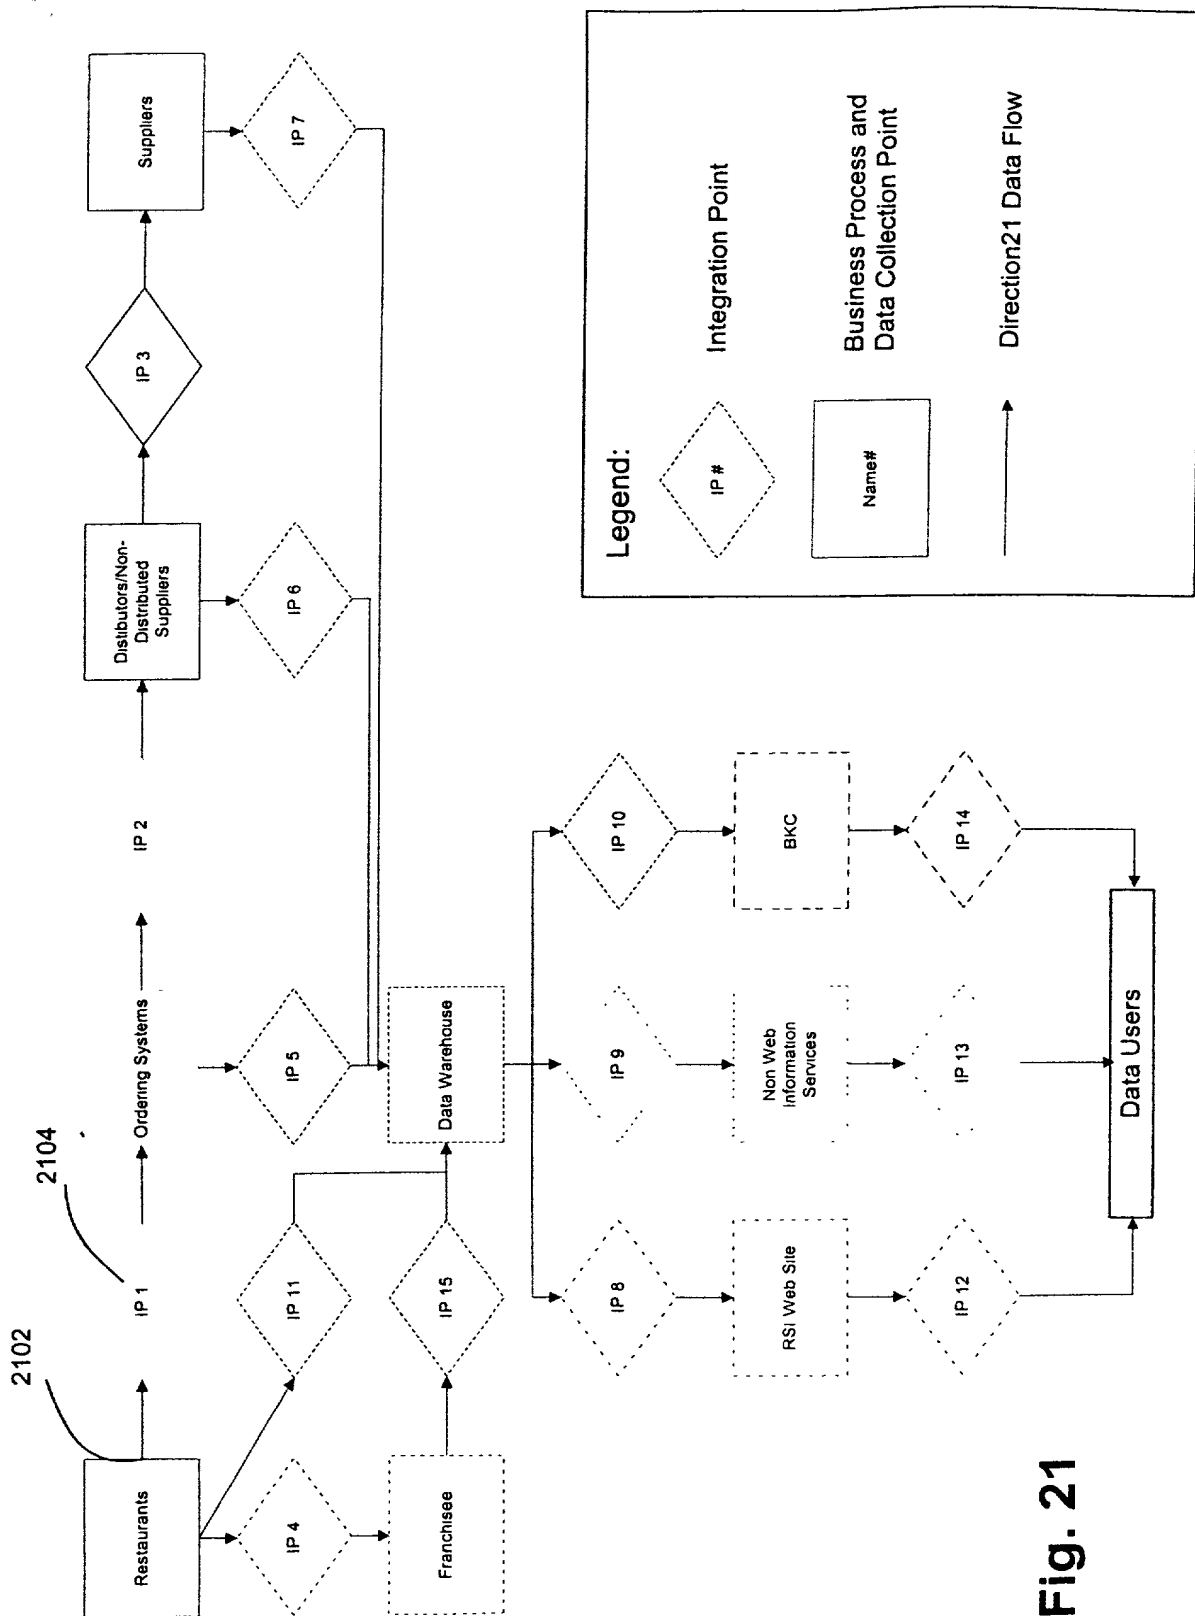 2102
2104
Restaurants
IP 1
Ordering Systems
IP 2
Distibutors/Non-
Distributed
Suppliers
IP 3
Suppliers
IP 4
IP 11
IP 5
IP 6
IP 7
Franchisee
IP 15
Data Warehouse
IP 8
IP 9
IP 10
RSI Web Site
Non Web
Information
Services
BKC
IP 12
IP 13
IP 14
Data Users
Legend:
IP #
Integration Point
Name#
Business Process and
Data Collection Point
Direction21 Data Flow
Fig. 21